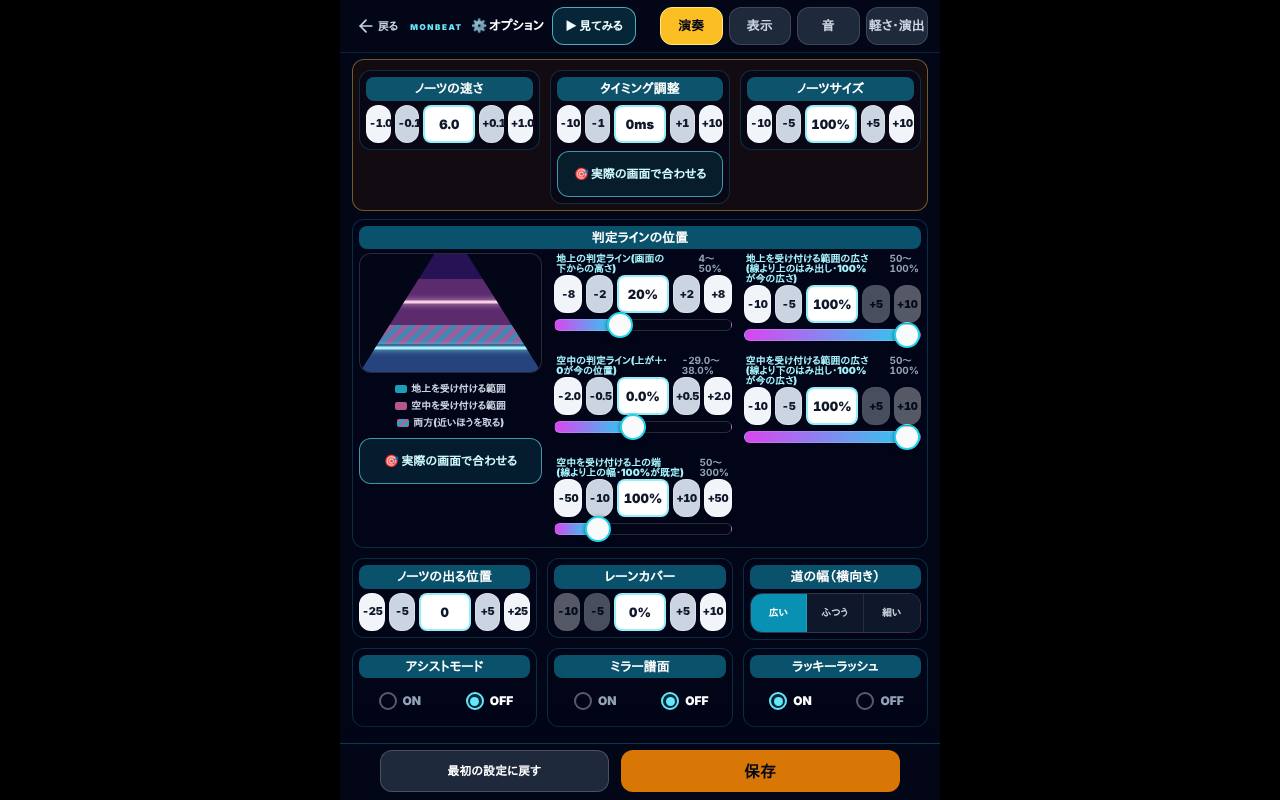 戻る
MONBEAT
⚙️オプション
▶ 見てみる
演奏
表示
音
軽さ・演出
ノーツの速さ
-1.0 -0.1 6.0 +0.1 +1.0
タイミング調整
-10 -1 0ms +1 +10
🎯 実際の画面で合わせる
ノーツサイズ
-10 -5 100% +5 +10
判定ラインの位置
地上を受け付ける範囲
空中を受け付ける範囲
両方(近いほうを取る)
🎯 実際の画面で合わせる
地上の判定ライン(画面の
下からの高さ)
4〜
50%
-8 -2 20% +2 +8
地上を受け付ける範囲の広さ
(線より上のはみ出し・100%
が今の広さ)
50〜
100%
-10 -5 100% +5 +10
空中の判定ライン(上が＋・
0が今の位置)
-29.0〜
38.0%
-2.0 -0.5 0.0% +0.5 +2.0
空中を受け付ける範囲の広さ
(線より下のはみ出し・100%
が今の広さ)
50〜
100%
-10 -5 100% +5 +10
空中を受け付ける上の端
(線より上の幅・100%が既定)
50〜
300%
-50 -10 100% +10 +50
ノーツの出る位置
-25 -5 0 +5 +25
レーンカバー
-10 -5 0% +5 +10
道の幅（横向き）
広い ふつう 細い
アシストモード
ON OFF
ミラー譜面
ON OFF
ラッキーラッシュ
ON OFF
最初の設定に戻す
保存